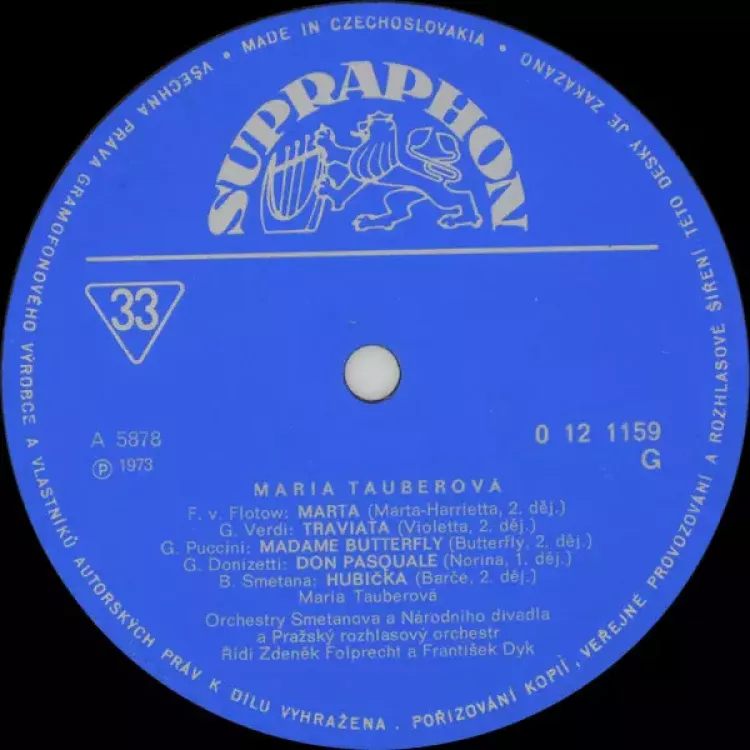 MADE IN CZECHOSLOVAKIA
VŠECHNA PRÁVA GRAMOFONOVÉHO VÝROBCE A VLASTNÍKŮ AUTORSKÝCH PRÁV K DÍLU VYHRAŽENA. POŘIZOVÁNÍ KOPIÍ, VEŘEJNÉ PROVOZOVÁNÍ A ROZHLASOVÉ ŠÍŘENÍ TÉTO DESKY JE ZAKÁZÁNO
SUPRAPHON
33
A 5878
℗ 1973
0 12 1159
G
MARIA TAUBEROVÁ
F. v. Flotow: MARTA (Marta-Harrietta, 2. děj.)
G. Verdi: TRAVIATA (Violetta, 2. děj.)
G. Puccini: MADAME BUTTERFLY (Butterfly, 2. děj.)
G. Donizetti: DON PASQUALE (Norina, 1. děj.)
B. Smetana: HUBIČKA (Barče, 2. děj.)
Maria Tauberová
Orchestry Smetanova a Národního divadla
a Pražský rozhlasový orchestr
Řídí Zdeněk Folprecht a František Dyk